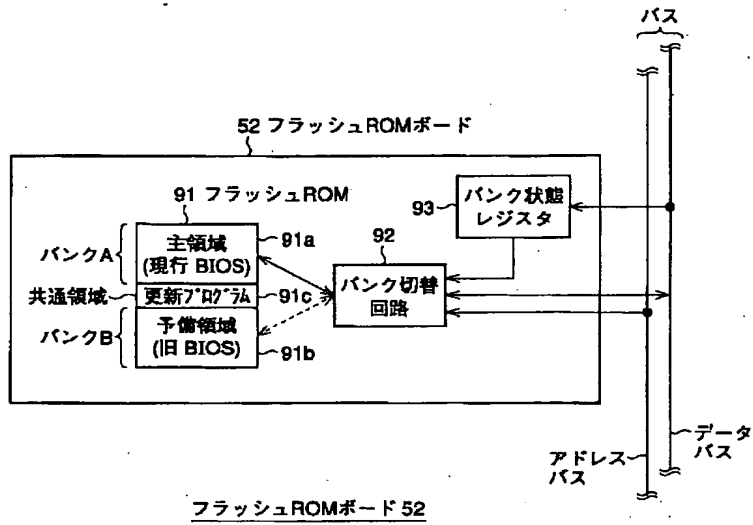 バス
52 フラッシュROMボード
91 フラッシュROM
バンクA
主領域
(現行 BIOS)
91a
共通領域
更新プログラム
91c
バンクB
予備領域
(旧 BIOS)
91b
92
バンク切替
回路
93
バンク状態
レジスタ
データ
バス
アドレス
バス
フラッシュROMボード 52